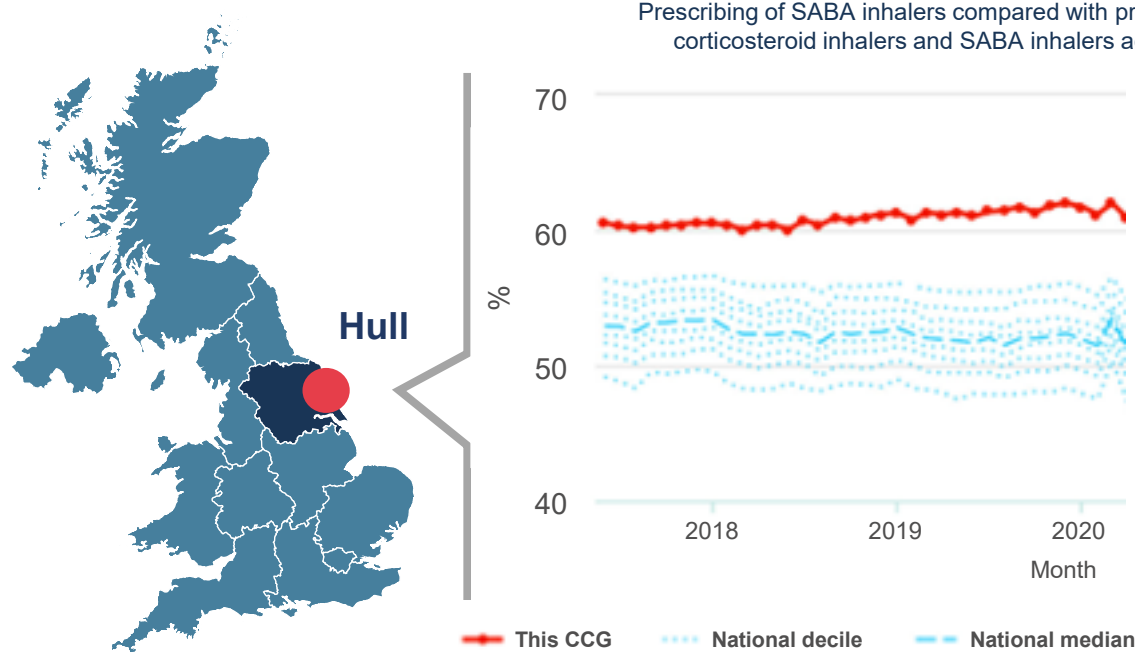 Prescribing of SABA inhalers compared with pr
corticosteroid inhalers and SABA inhalers a
Hull
%
70
60
50
40
2018 2019 2020
Month
This CCG National decile National median